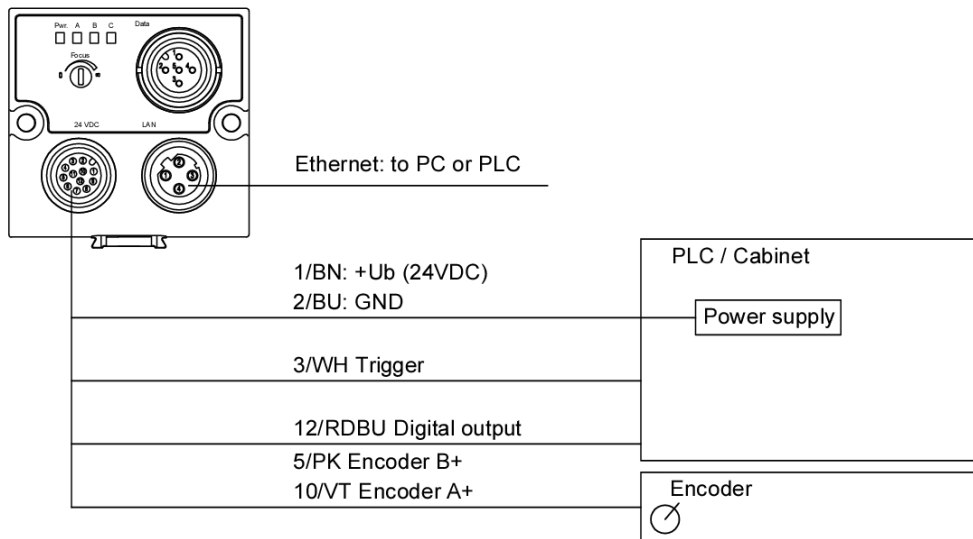 Pwr. A B C Data
Focus
24 VDC LAN
Ethernet: to PC or PLC
1/BN: +Ub (24VDC)
2/BU: GND
PLC / Cabinet
Power supply
3/WH Trigger
12/RDBU Digital output
5/PK Encoder B+
10/VT Encoder A+
Encoder